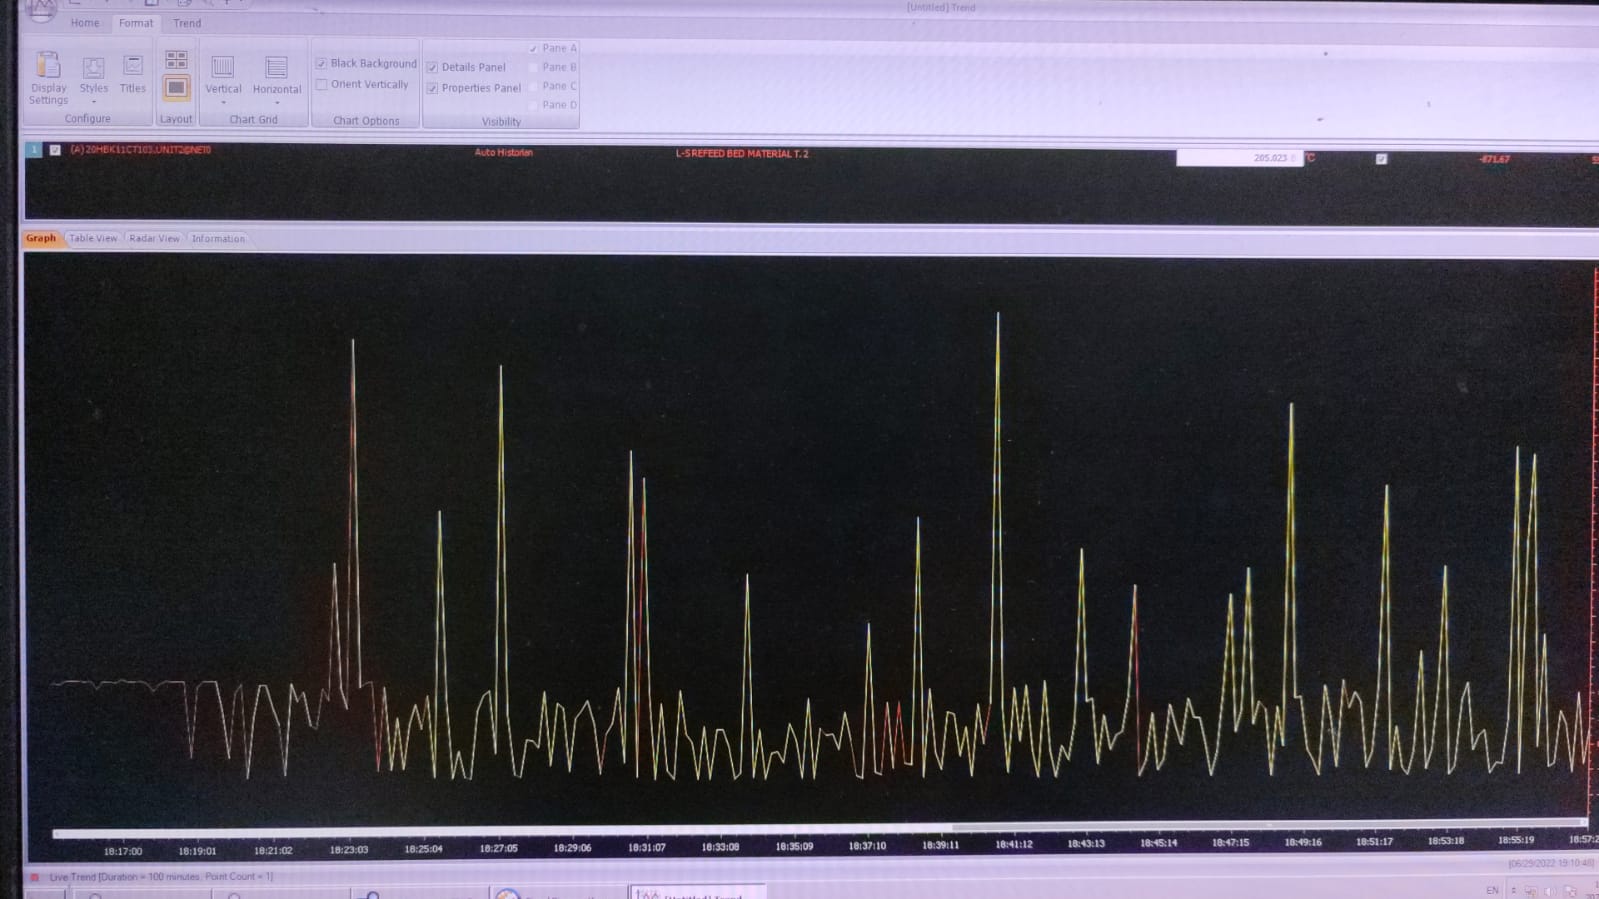 [Untitled] Trend
Home Format Trend
Display Settings
Styles
Titles
Configure
Layout
Vertical
Horizontal
Chart Grid
Black Background
Orient Vertically
Chart Options
Details Panel
Properties Panel
Pane A
Pane B
Pane C
Pane D
Visibility
1 (A) 20HBK11CT103.UNIT2@NET0 Auto Historian L-S REFEED BED MATERIAL T. 2 205.023 °C -871.67
Graph Table View Radar View Information
18:17:00 18:19:01 18:21:02 18:23:03 18:25:04 18:27:05 18:29:06 18:31:07 18:33:08 18:35:09 18:37:10 18:39:11 18:41:12 18:43:13 18:45:14 18:47:15 18:49:16 18:51:17 18:53:18 18:55:19
[06/29/2022 19:10:48]
Live Trend [Duration = 100 minutes, Point Count = 1]
EN